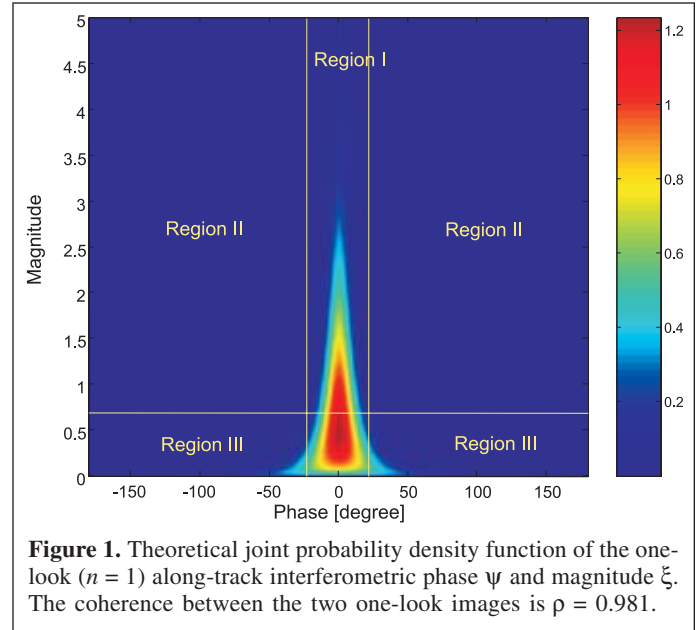 5
4.5
4
3.5
3
2.5
2
1.5
1
0.5
0
Magnitude
Region I
Region II
Region II
Region III
Region III
-150
-100
-50
0
50
100
150
Phase [degree]
1.2
1
0.8
0.6
0.4
0.2
Figure 1. Theoretical joint probability density function of the one-
look (n = 1) along-track interferometric phase ψ and magnitude ξ.
The coherence between the two one-look images is ρ = 0.981.